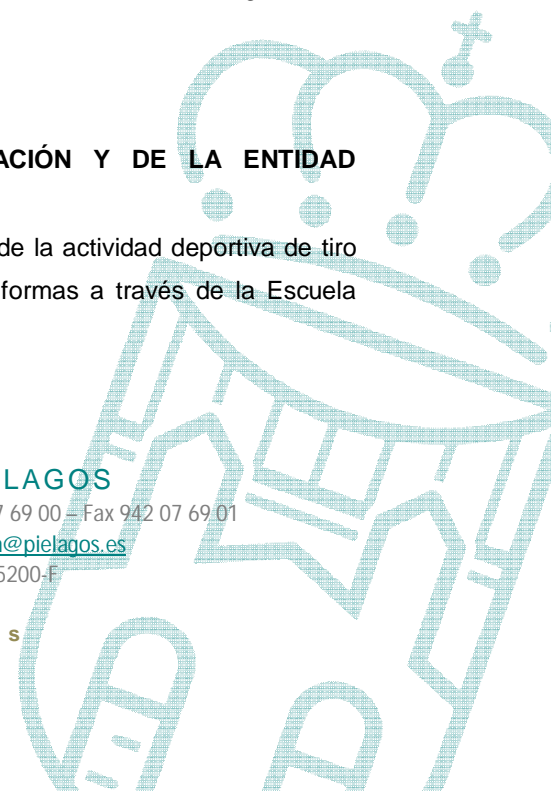 ACIÓN Y DE LA ENTIDAD
de la actividad deportiva de tiro
formas a través de la Escuela
LAGOS
7 69 00 – Fax 942 07 69 01
@pielagos.es
5200-F
s